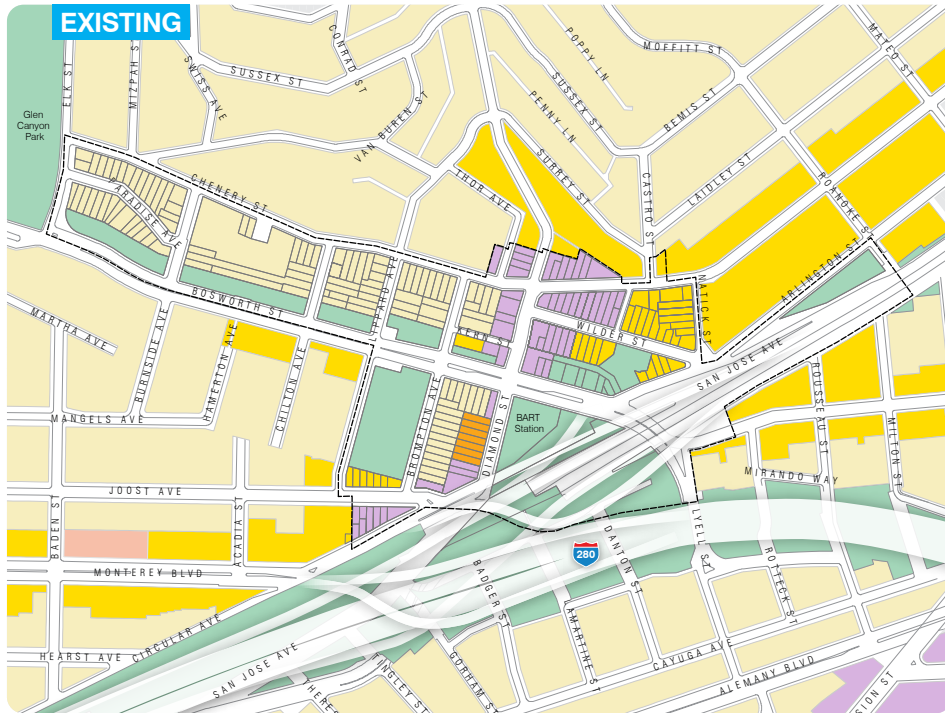 EXISTING
Glen
Canyon
Park
ELK ST
MIZPAH S
SWISS AVE
SUSSEX ST
CONRAD ST
VAN BUREN ST
POPPY LN
MOFFITT ST
MATEO ST
SUSSEX ST
PENNY LN
BEMIS ST
SURREY ST
THOR AVE
CASTRO ST
LAIDLEY ST
ROANOKE ST
ARLINGTON ST
CHENERY ST
PARADISE AVE
BOSWORTH ST
LIPPARD AVE
KERN ST
WILDER ST
NATICK ST
SAN JOSE AVE
MARTHA AVE
BURNSIDE AVE
HAMERTON AVE
CHILTON AVE
MANGELS AVE
BROMPTON AVE
DIAMOND ST
BART
Station
ROUSSEAU ST
MILTON ST
MIRANDO WAY
JOOST AVE
BADEN ST
ACADIA ST
MONTEREY BLVD
LYELL ST
DANTON ST
280
ROTTECK ST
BADGER ST
AMARTINE ST
CAYUGA AVE
ALEMANY BLVD
HEARST AVE
CIRCULAR AVE
SAN JOSE AVE
THERES
TINGLEY ST
GORHAM ST
SION ST